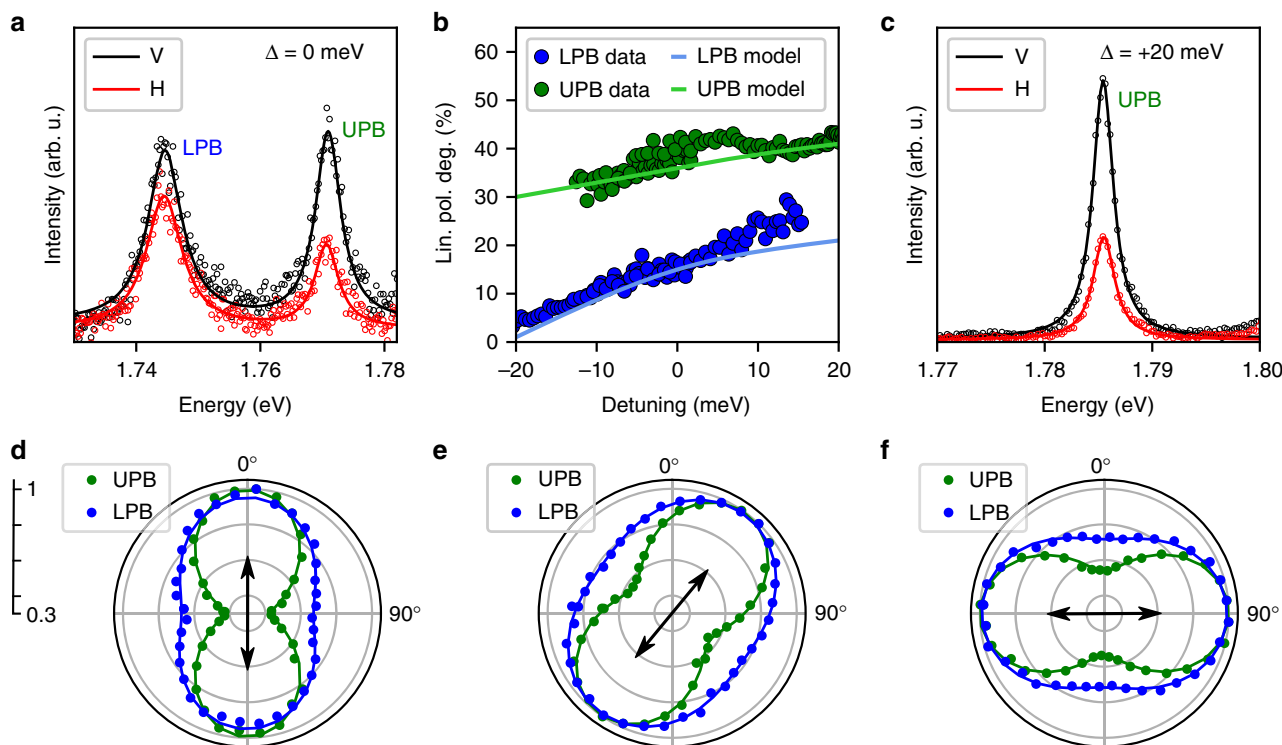 a
V
H
Δ = 0 meV
LPB
UPB
Intensity (arb. u.)
1.74
1.76
1.78
Energy (eV)
b
LPB data
LPB model
UPB data
UPB model
Lin. pol. deg. (%)
60
50
40
30
20
10
0
−20
−10
0
10
20
Detuning (meV)
c
V
H
Δ = +20 meV
UPB
Intensity (arb. u.)
1.77
1.78
1.79
1.80
Energy (eV)
d
UPB
LPB
0°
90°
1
0.3
e
UPB
LPB
0°
90°
f
UPB
LPB
0°
90°